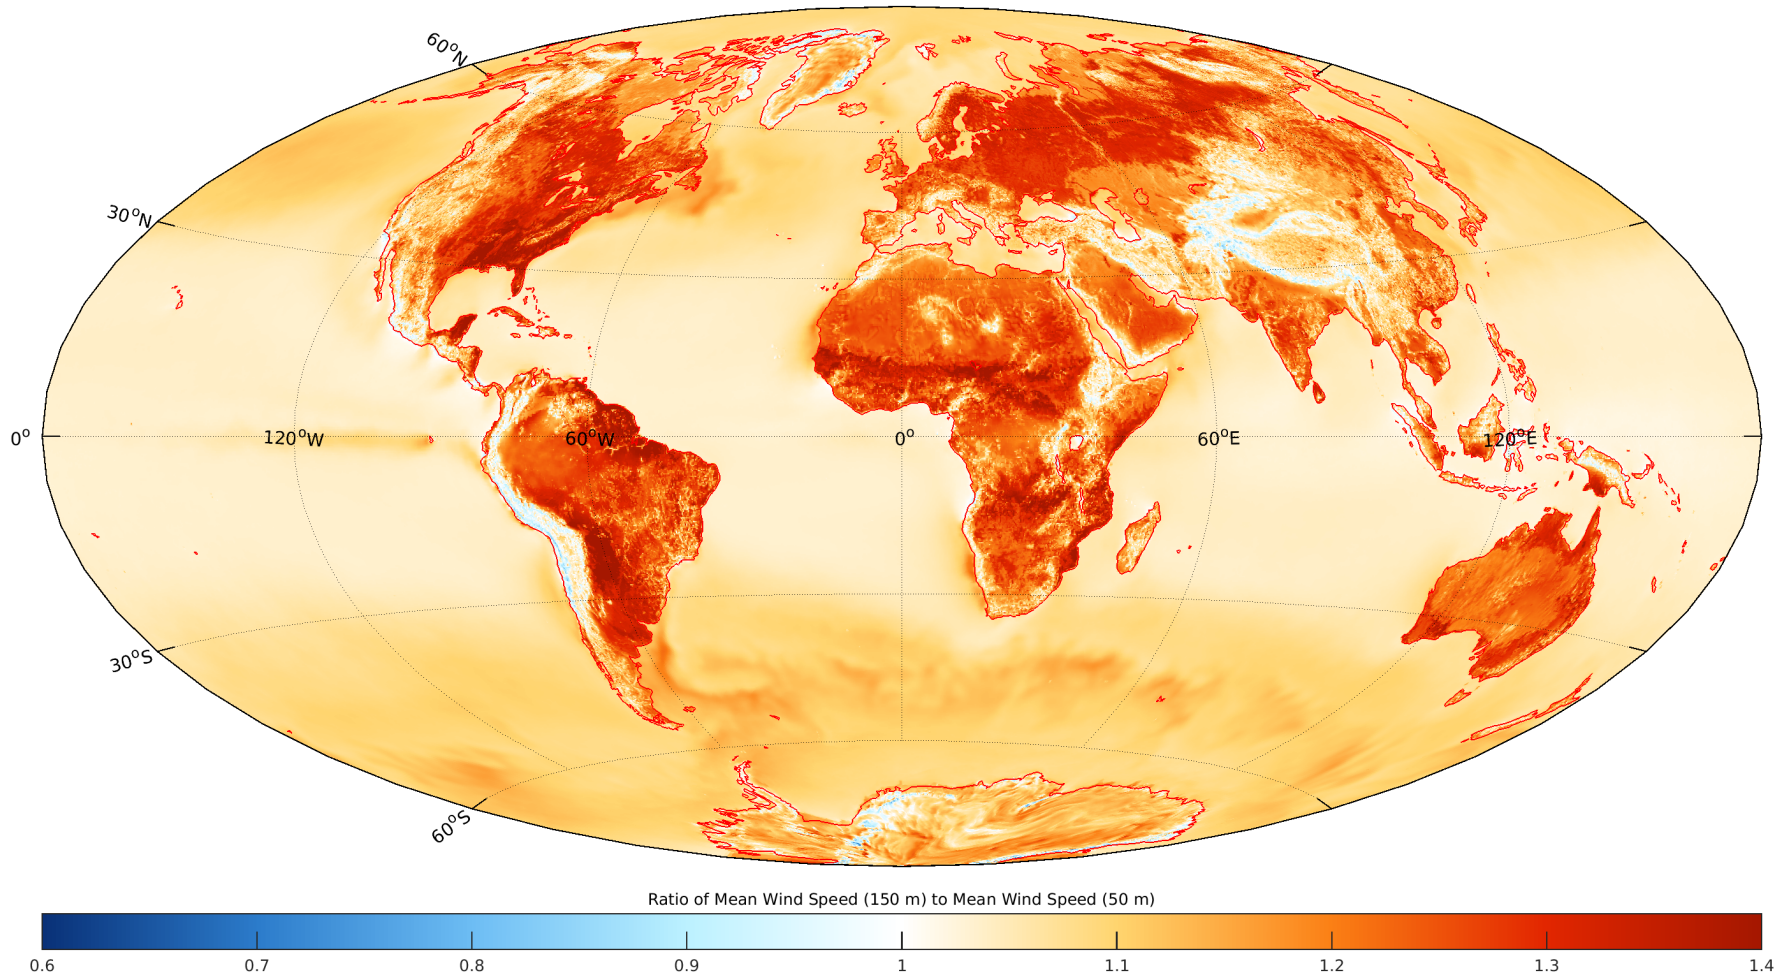 60°N
30°N
0° 120°W 60°W 0° 60°E 120°E
30°S
60°S
Ratio of Mean Wind Speed (150 m) to Mean Wind Speed (50 m)
0.6 0.7 0.8 0.9 1 1.1 1.2 1.3 1.4